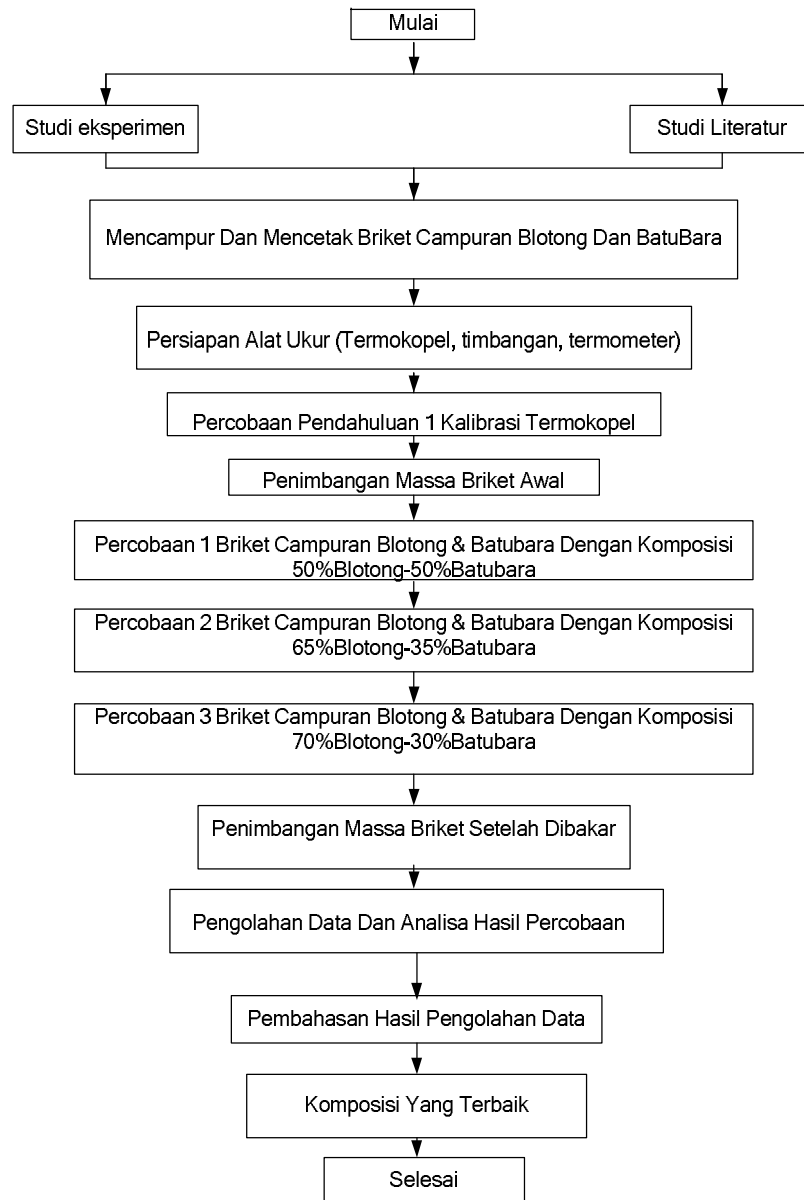 Mulai
Studi eksperimen
Studi Literatur
Mencampur Dan Mencetak Briket Campuran Blotong Dan BatuBara
Persiapan Alat Ukur (Termokopel, timbangan, termometer)
Percobaan Pendahuluan 1 Kalibrasi Termokopel
Penimbangan Massa Briket Awal
Percobaan 1 Briket Campuran Blotong & Batubara Dengan Komposisi
50%Blotong-50%Batubara
Percobaan 2 Briket Campuran Blotong & Batubara Dengan Komposisi
65%Blotong-35%Batubara
Percobaan 3 Briket Campuran Blotong & Batubara Dengan Komposisi
70%Blotong-30%Batubara
Penimbangan Massa Briket Setelah Dibakar
Pengolahan Data Dan Analisa Hasil Percobaan
Pembahasan Hasil Pengolahan Data
Komposisi Yang Terbaik
Selesai